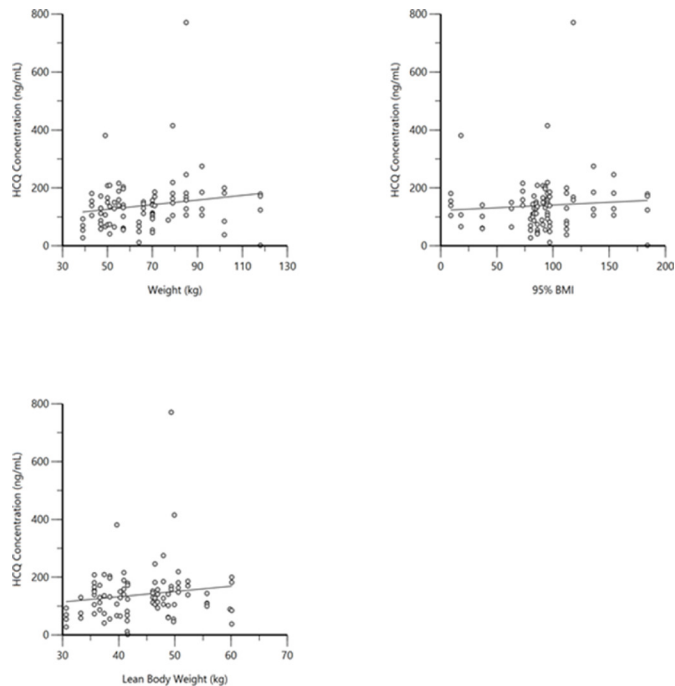 HCQ Concentration (ng/mL)
800
600
400
200
0
30 50 70 90 110 130
Weight (kg)
HCQ Concentration (ng/mL)
800
600
400
200
0
0 50 100 150 200
95% BMI
HCQ Concentration (ng/mL)
800
600
400
200
0
30 40 50 60 70
Lean Body Weight (kg)